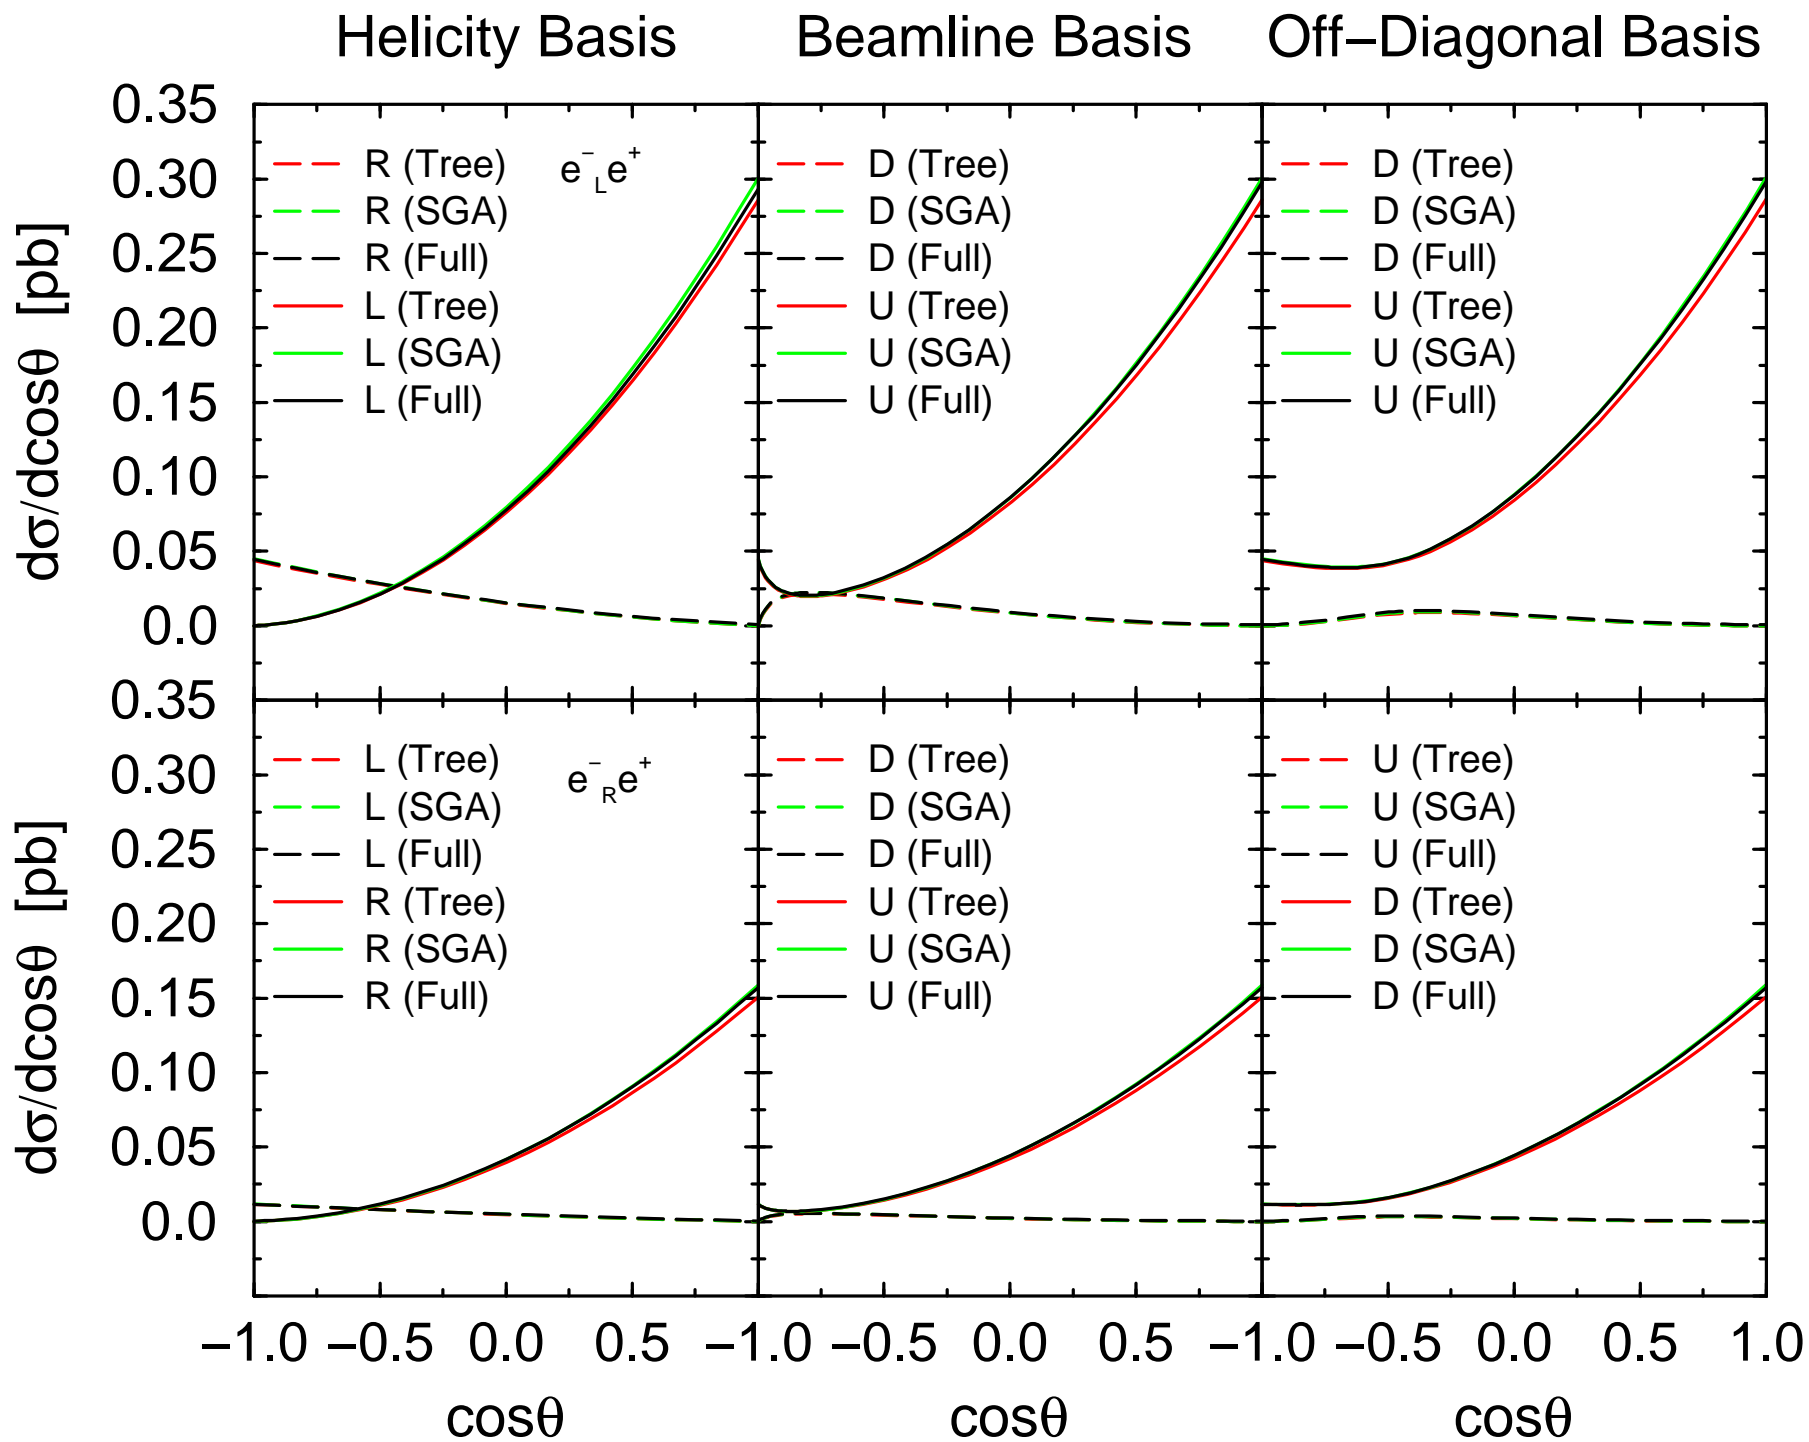 Helicity Basis
Beamline Basis
Off−Diagonal Basis
dσ/dcosθ [pb]
0.35
0.30
0.25
0.20
0.15
0.10
0.05
0.0
R (Tree)
R (SGA)
R (Full)
L (Tree)
L (SGA)
L (Full)
e−Le+
D (Tree)
D (SGA)
D (Full)
U (Tree)
U (SGA)
U (Full)
D (Tree)
D (SGA)
D (Full)
U (Tree)
U (SGA)
U (Full)
dσ/dcosθ [pb]
0.35
0.30
0.25
0.20
0.15
0.10
0.05
0.0
L (Tree)
L (SGA)
L (Full)
R (Tree)
R (SGA)
R (Full)
e−Re+
D (Tree)
D (SGA)
D (Full)
U (Tree)
U (SGA)
U (Full)
U (Tree)
U (SGA)
U (Full)
D (Tree)
D (SGA)
D (Full)
−1.0 −0.5 0.0 0.5 −1.0 −0.5 0.0 0.5 −1.0 −0.5 0.0 0.5 1.0
cosθ
cosθ
cosθ